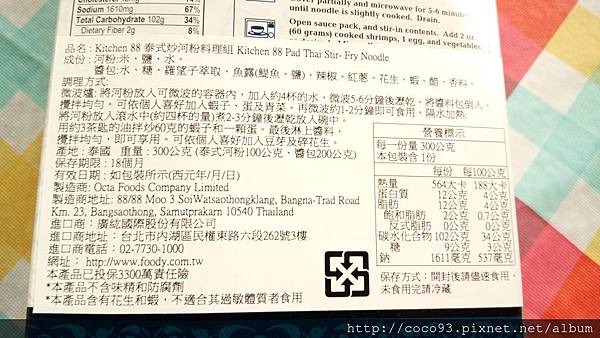 Cholesterol
Sodium 1610mg 67%
Total Carbohydrate 102g 34%
Dietary Fiber 2g 8%
cover and microwave for 5-6 minutes
until noodle is slightly cooked. Drain.
Open sauce pack, and stir-in contents. Add 2 oz.
(60 grams) cooked shrimps, 1 egg, and vegetables
品名: Kitchen 88 泰式炒河粉料理組 Kitchen 88 Pad Thai Stir- Fry Noodle
成份: 河粉:米、鹽、水。
醬包:水、糖、羅望子萃取、魚露(鯷魚、鹽)、辣椒、紅蔥、花生、蝦、醋、香料。
調理方式:
微波爐: 將河粉放入可微波的容器內、加入約4杯的水，微波5-6分鐘後瀝乾。將醬料包倒入，
攪拌均勻。可依個人喜好加入蝦子、蛋及青菜。再微波約1-2分鐘即可食用。隔水加熱:
將河粉放入滾水中(約四杯的量)煮2-3分鐘後瀝乾放入碗中。
用約3茶匙的油拌炒60克的蝦子和一顆蛋。最後淋上醬料，
攪拌均勻，即可享用。可依個人喜好加入豆芽及碎花生。
產地: 泰國 重量: 300公克 (泰式河粉100公克、醬包200公克)
保存期限: 18個月
有效日期: 如包裝所示(西元年/月/日)
製造商: Octa Foods Company Limited
製造商地址: 88/88 Moo 3 SoiWatsaothongklang, Bangna-Trad Road
Km. 23, Bangsaothong, Samutprakarn 10540 Thailand
進口商：廣紘國際股份有限公司
進口商地址：台北市內湖區民權東路六段262號3樓
進口商電話：02-7730-1000
網址： http://www.foody.com.tw
本產品已投保3300萬責任險
*本產品不含味精和防腐劑
*本產品含有花生和蝦，不適合其過敏體質者食用
營養標示
每一份量 300公克
本包裝含 1份
每份 每100公克
熱量 564大卡 188大卡
蛋白質 12公克 4公克
脂肪 12公克 4公克
飽和脂肪 2公克 0.7公克
反式脂肪 0公克 0公克
碳水化合物 102公克 34公克
糖 9公克 3公克
鈉 1611毫克 537毫克
保存方式：開封後請儘速食用，
未食用完請冷藏
http://coco93.pixnet.net/album